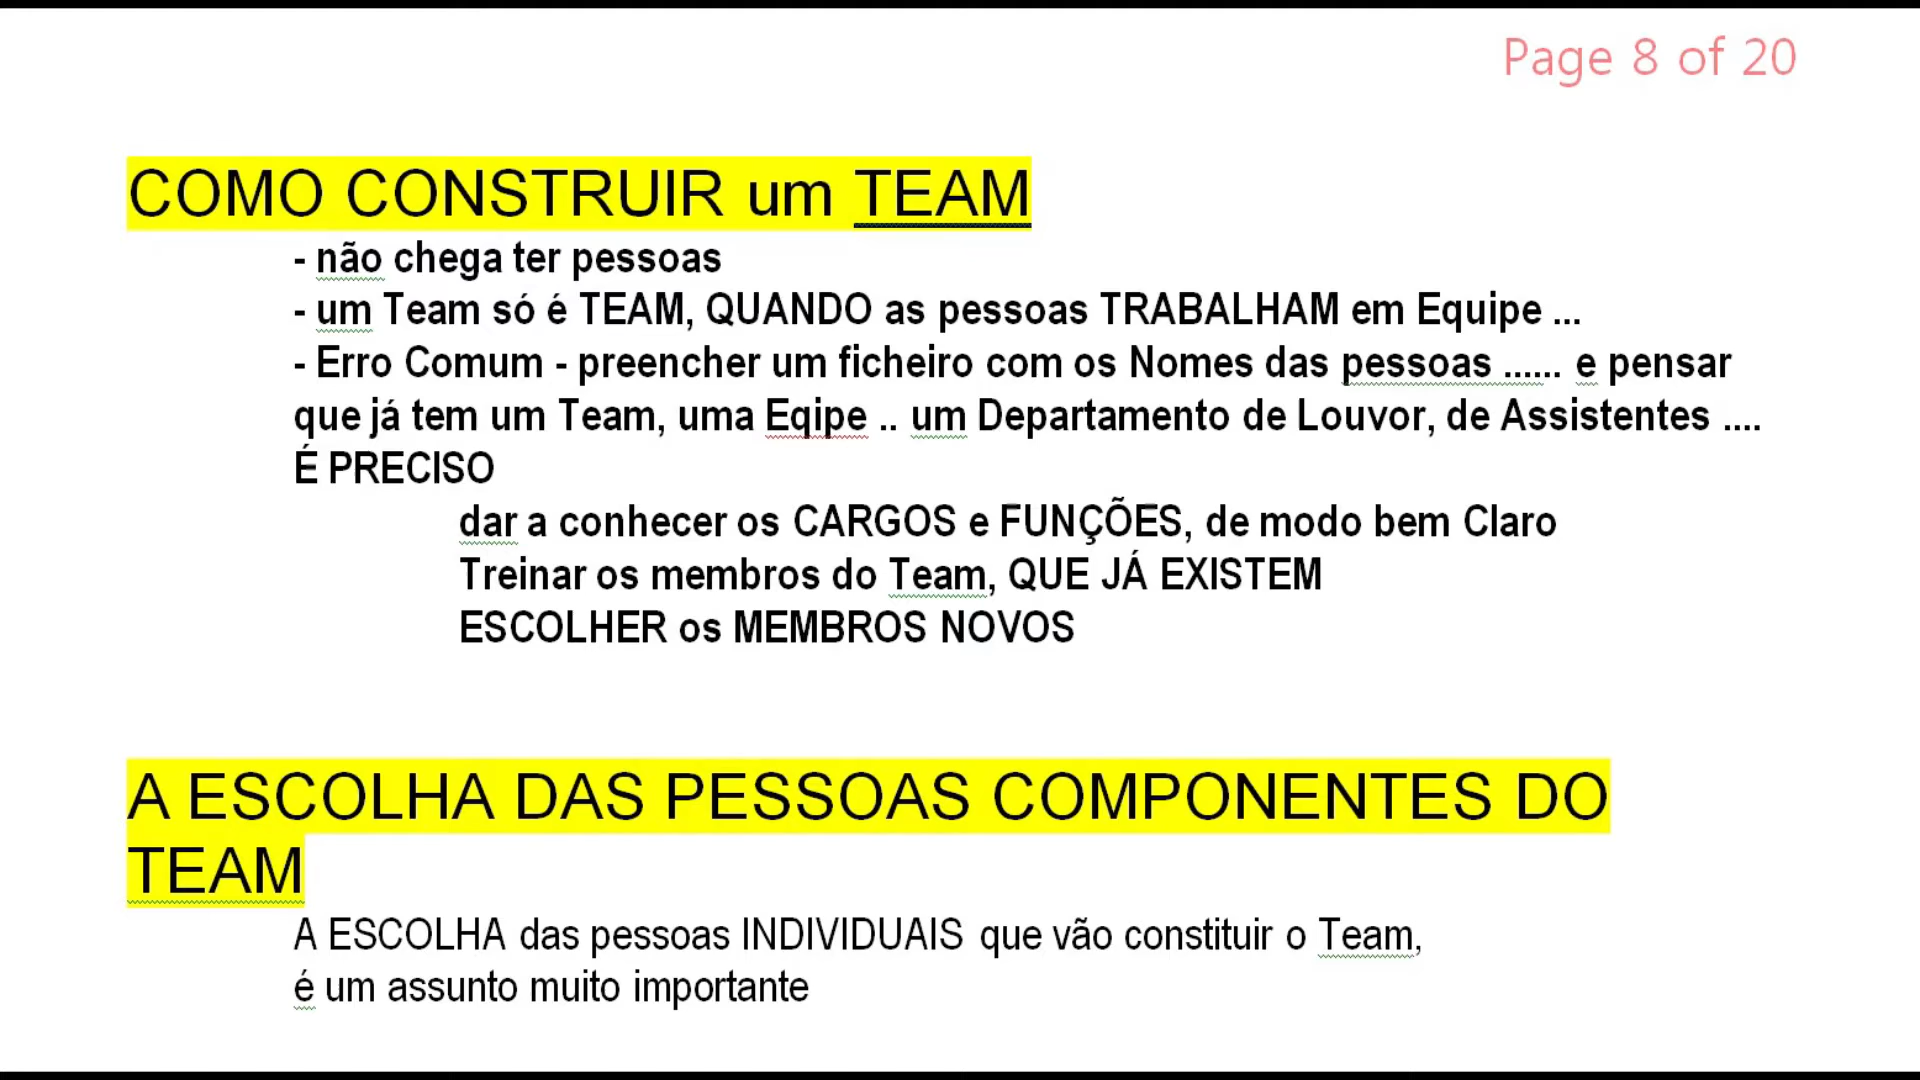 Page 8 of 20
COMO CONSTRUIR um TEAM
- não chega ter pessoas
- um Team só é TEAM, QUANDO as pessoas TRABALHAM em Equipe ...
- Erro Comum - preencher um ficheiro com os Nomes das pessoas ...... e pensar
que já tem um Team, uma Eqipe .. um Departamento de Louvor, de Assistentes ....
É PRECISO
dar a conhecer os CARGOS e FUNÇÕES, de modo bem Claro
Treinar os membros do Team, QUE JÁ EXISTEM
ESCOLHER os MEMBROS NOVOS
A ESCOLHA DAS PESSOAS COMPONENTES DO
TEAM
A ESCOLHA das pessoas INDIVIDUAIS que vão constituir o Team,
é um assunto muito importante